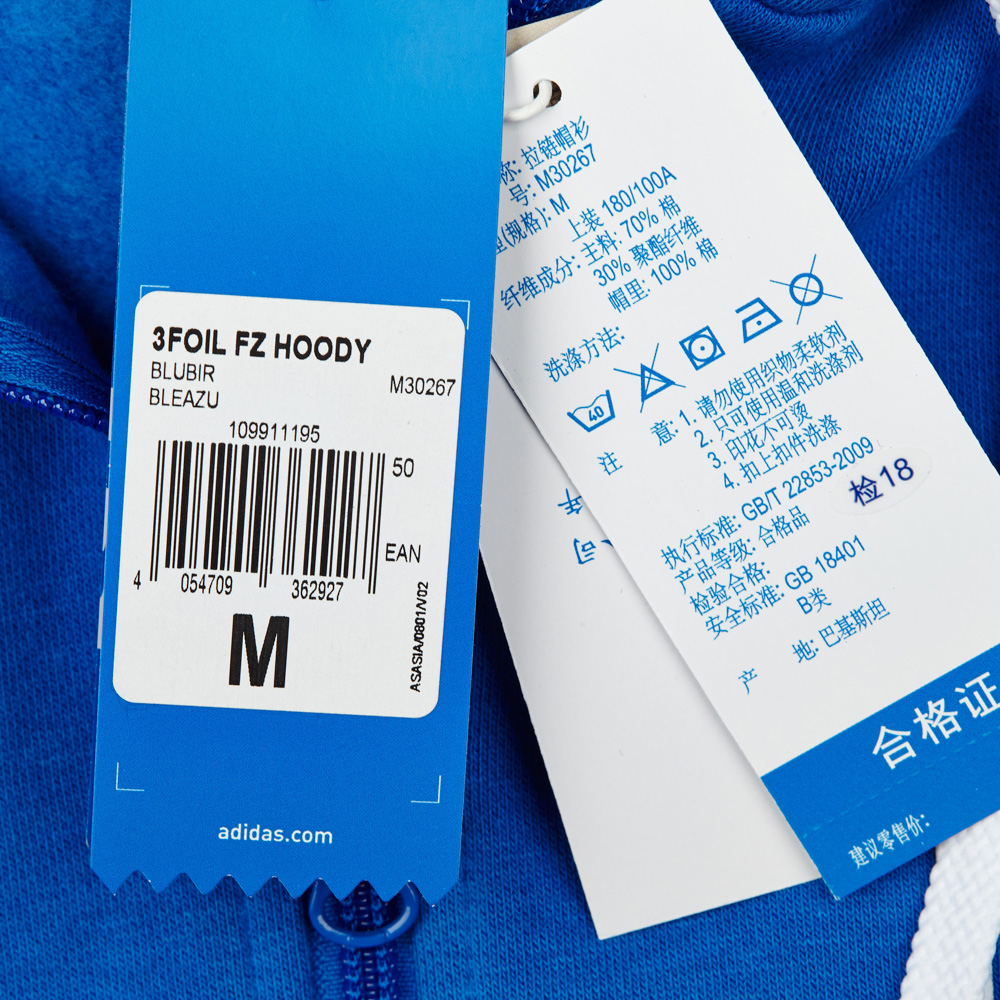 3FOIL FZ HOODY
BLUBIR
M30267
BLEAZU
109911195
50
EAN
4 054709 362927
M
ASASIA/0801/V02
adidas.com
称: 拉链帽衫
号: M30267
型(规格): M
上装 180/100A
纤维成分: 主料: 70% 棉
30% 聚酯纤维
帽里: 100% 棉
洗涤方法:
40
注 意: 1. 请勿使用织物柔软剂
2. 只可使用温和洗涤剂
3. 印花不可烫
4. 扣上扣件洗涤
执行标准: GB/T 22853-2009
产品等级: 合格品
检验合格:
检18
安全标准: GB 18401
B类
产 地: 巴基斯坦
合格证
建议零售价:
公司